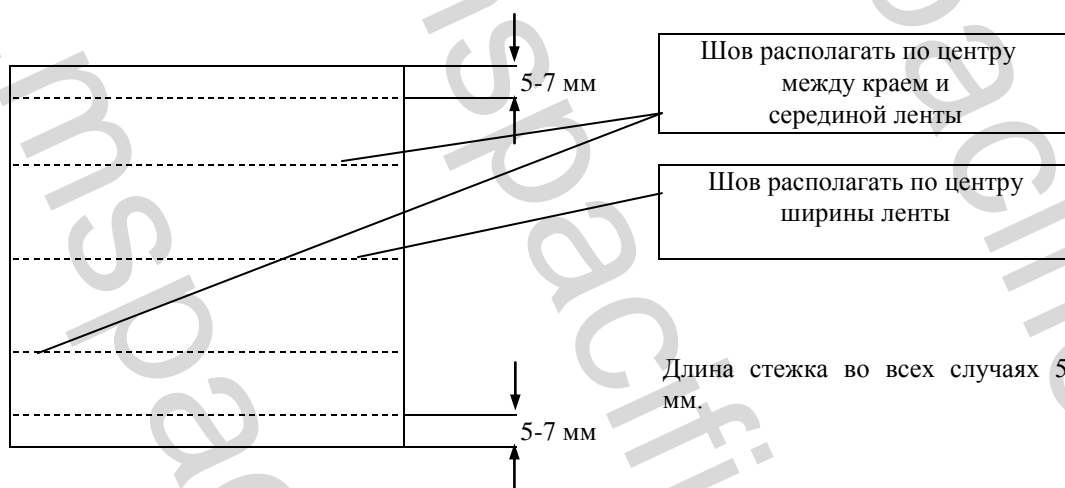 Шов располагать по центру
между краем и
серединой ленты
5-7 мм
Шов располагать по центру
ширины ленты
Длина стежка во всех случаях 5
мм.
5-7 мм